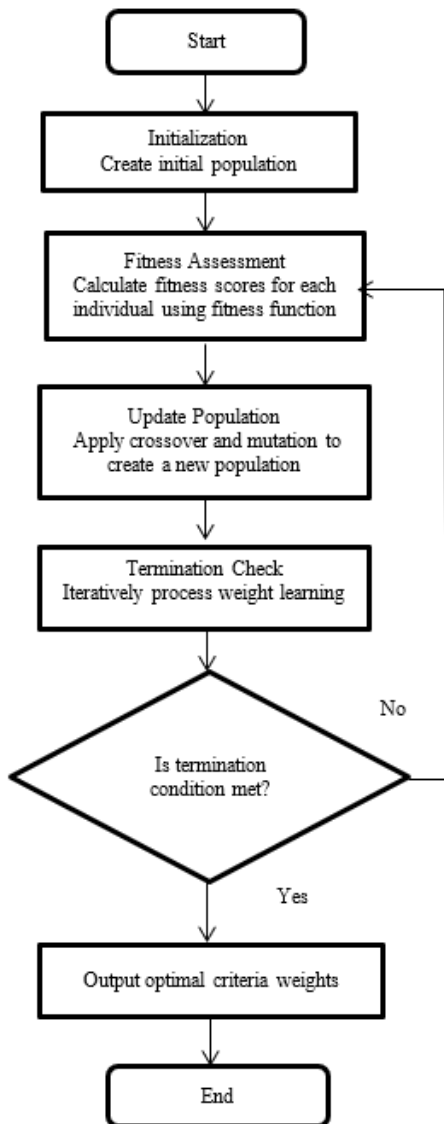 Start
Initialization
Create initial population
Fitness Assessment
Calculate fitness scores for each
individual using fitness function
Update Population
Apply crossover and mutation to
create a new population
Termination Check
Iteratively process weight learning
No
Is termination
condition met?
Yes
Output optimal criteria weights
End